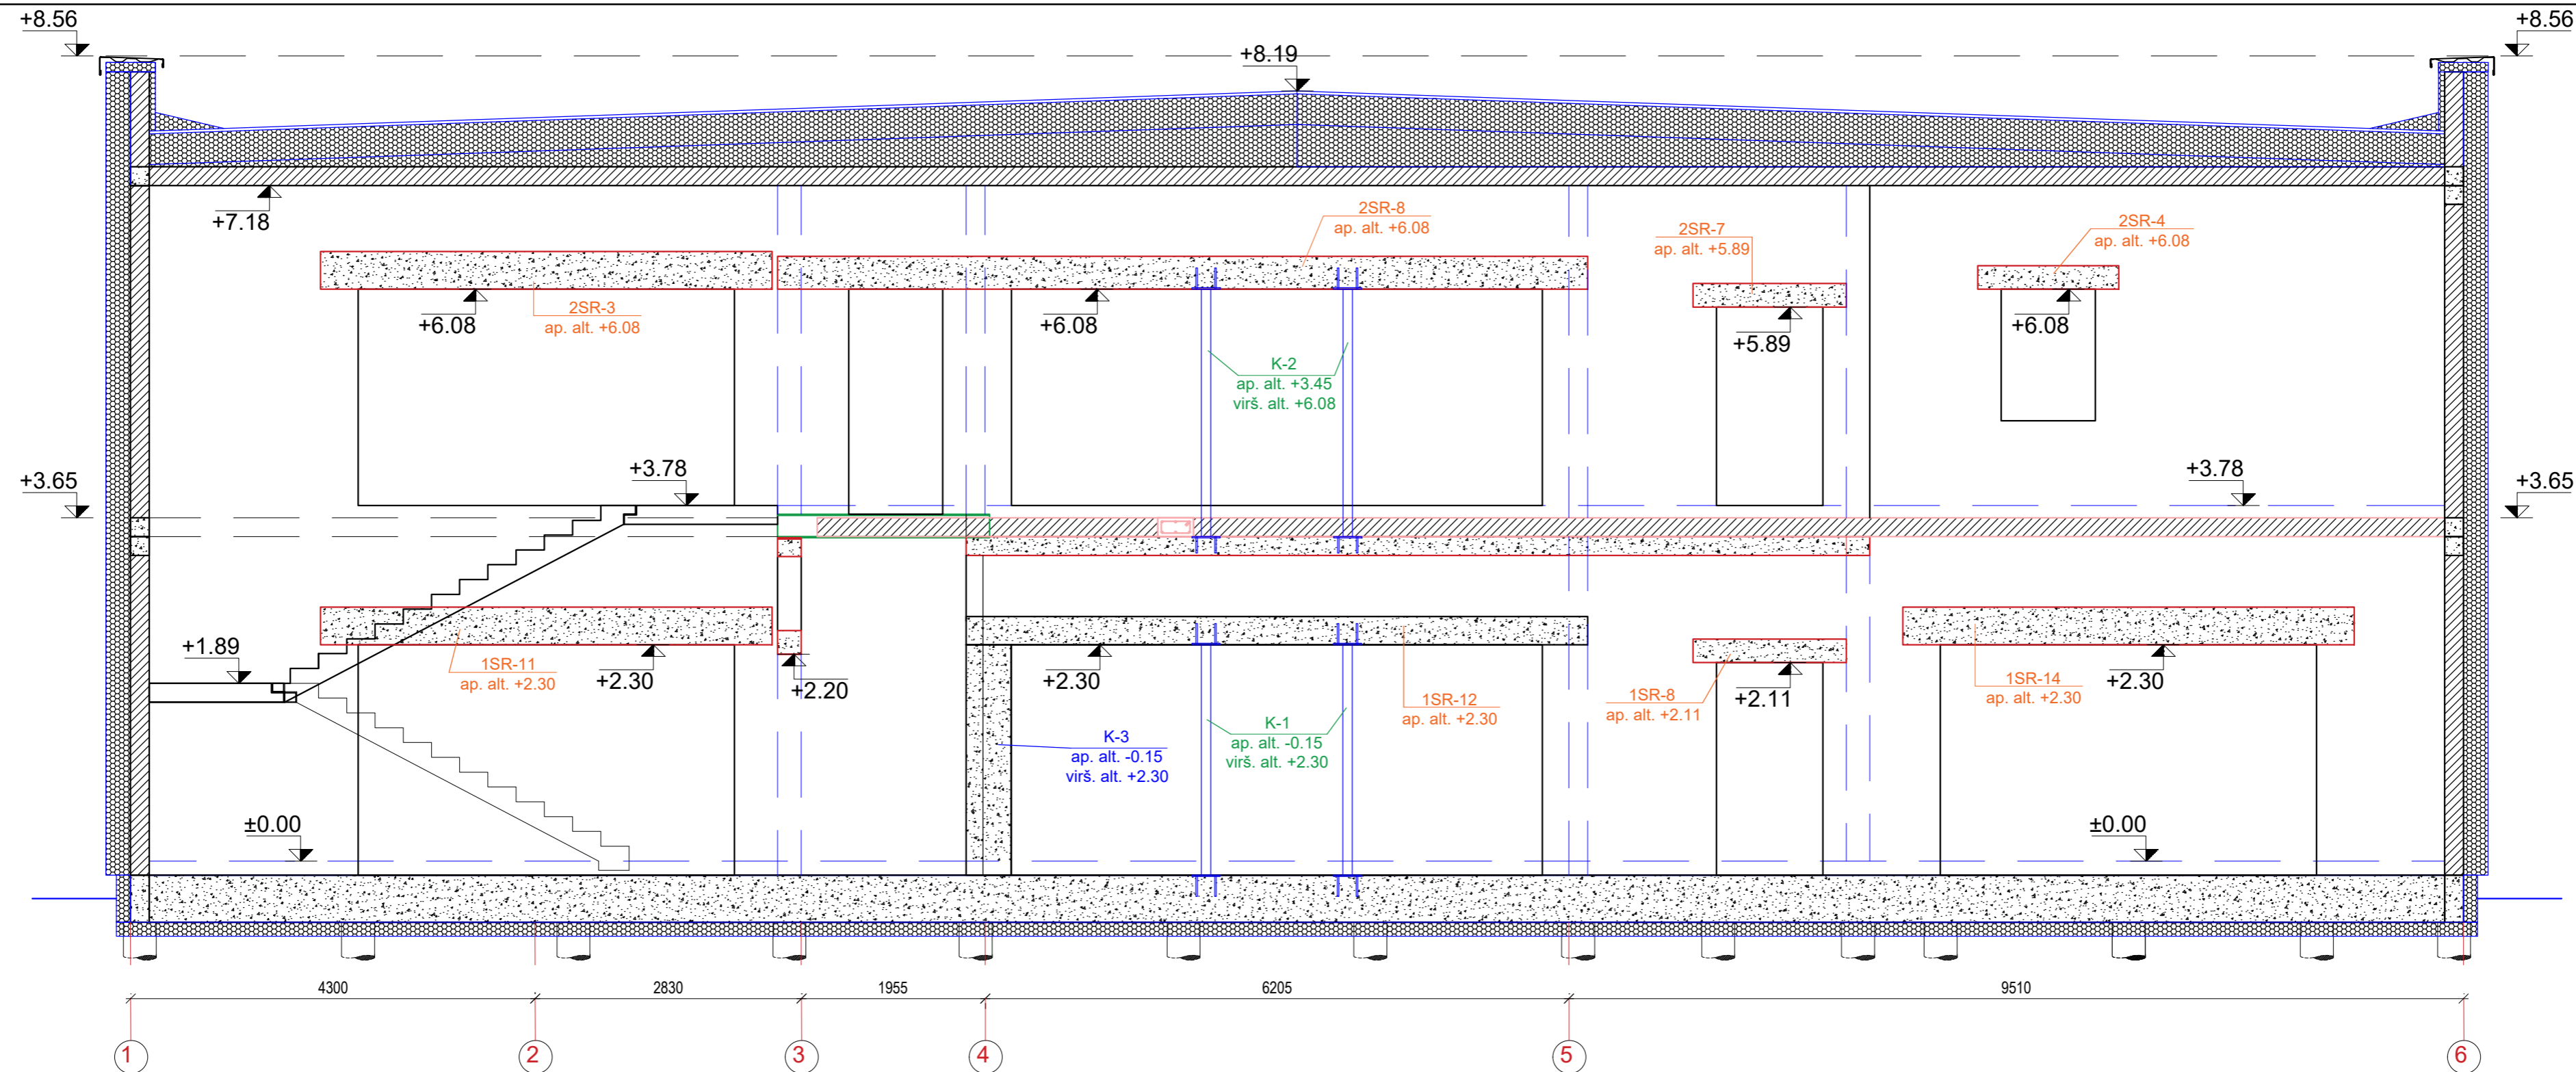 +8.56
+8.56
+8.19
+7.18
2SR-8
ap. alt. +6.08
2SR-7
ap. alt. +5.89
2SR-4
ap. alt. +6.08
2SR-3
ap. alt. +6.08
+6.08
+6.08
+5.89
+6.08
K-2
ap. alt. +3.45
virš. alt. +6.08
+3.65
+3.78
+3.78
+3.65
+1.89
1SR-11
ap. alt. +2.30
+2.30
+2.20
+2.30
1SR-12
ap. alt. +2.30
1SR-8
ap. alt. +2.11
+2.11
1SR-14
ap. alt. +2.30
+2.30
K-3
ap. alt. -0.15
virš. alt. +2.30
K-1
ap. alt. -0.15
virš. alt. +2.30
±0.00
±0.00
4300
2830
1955
6205
9510
1
2
3
4
5
6